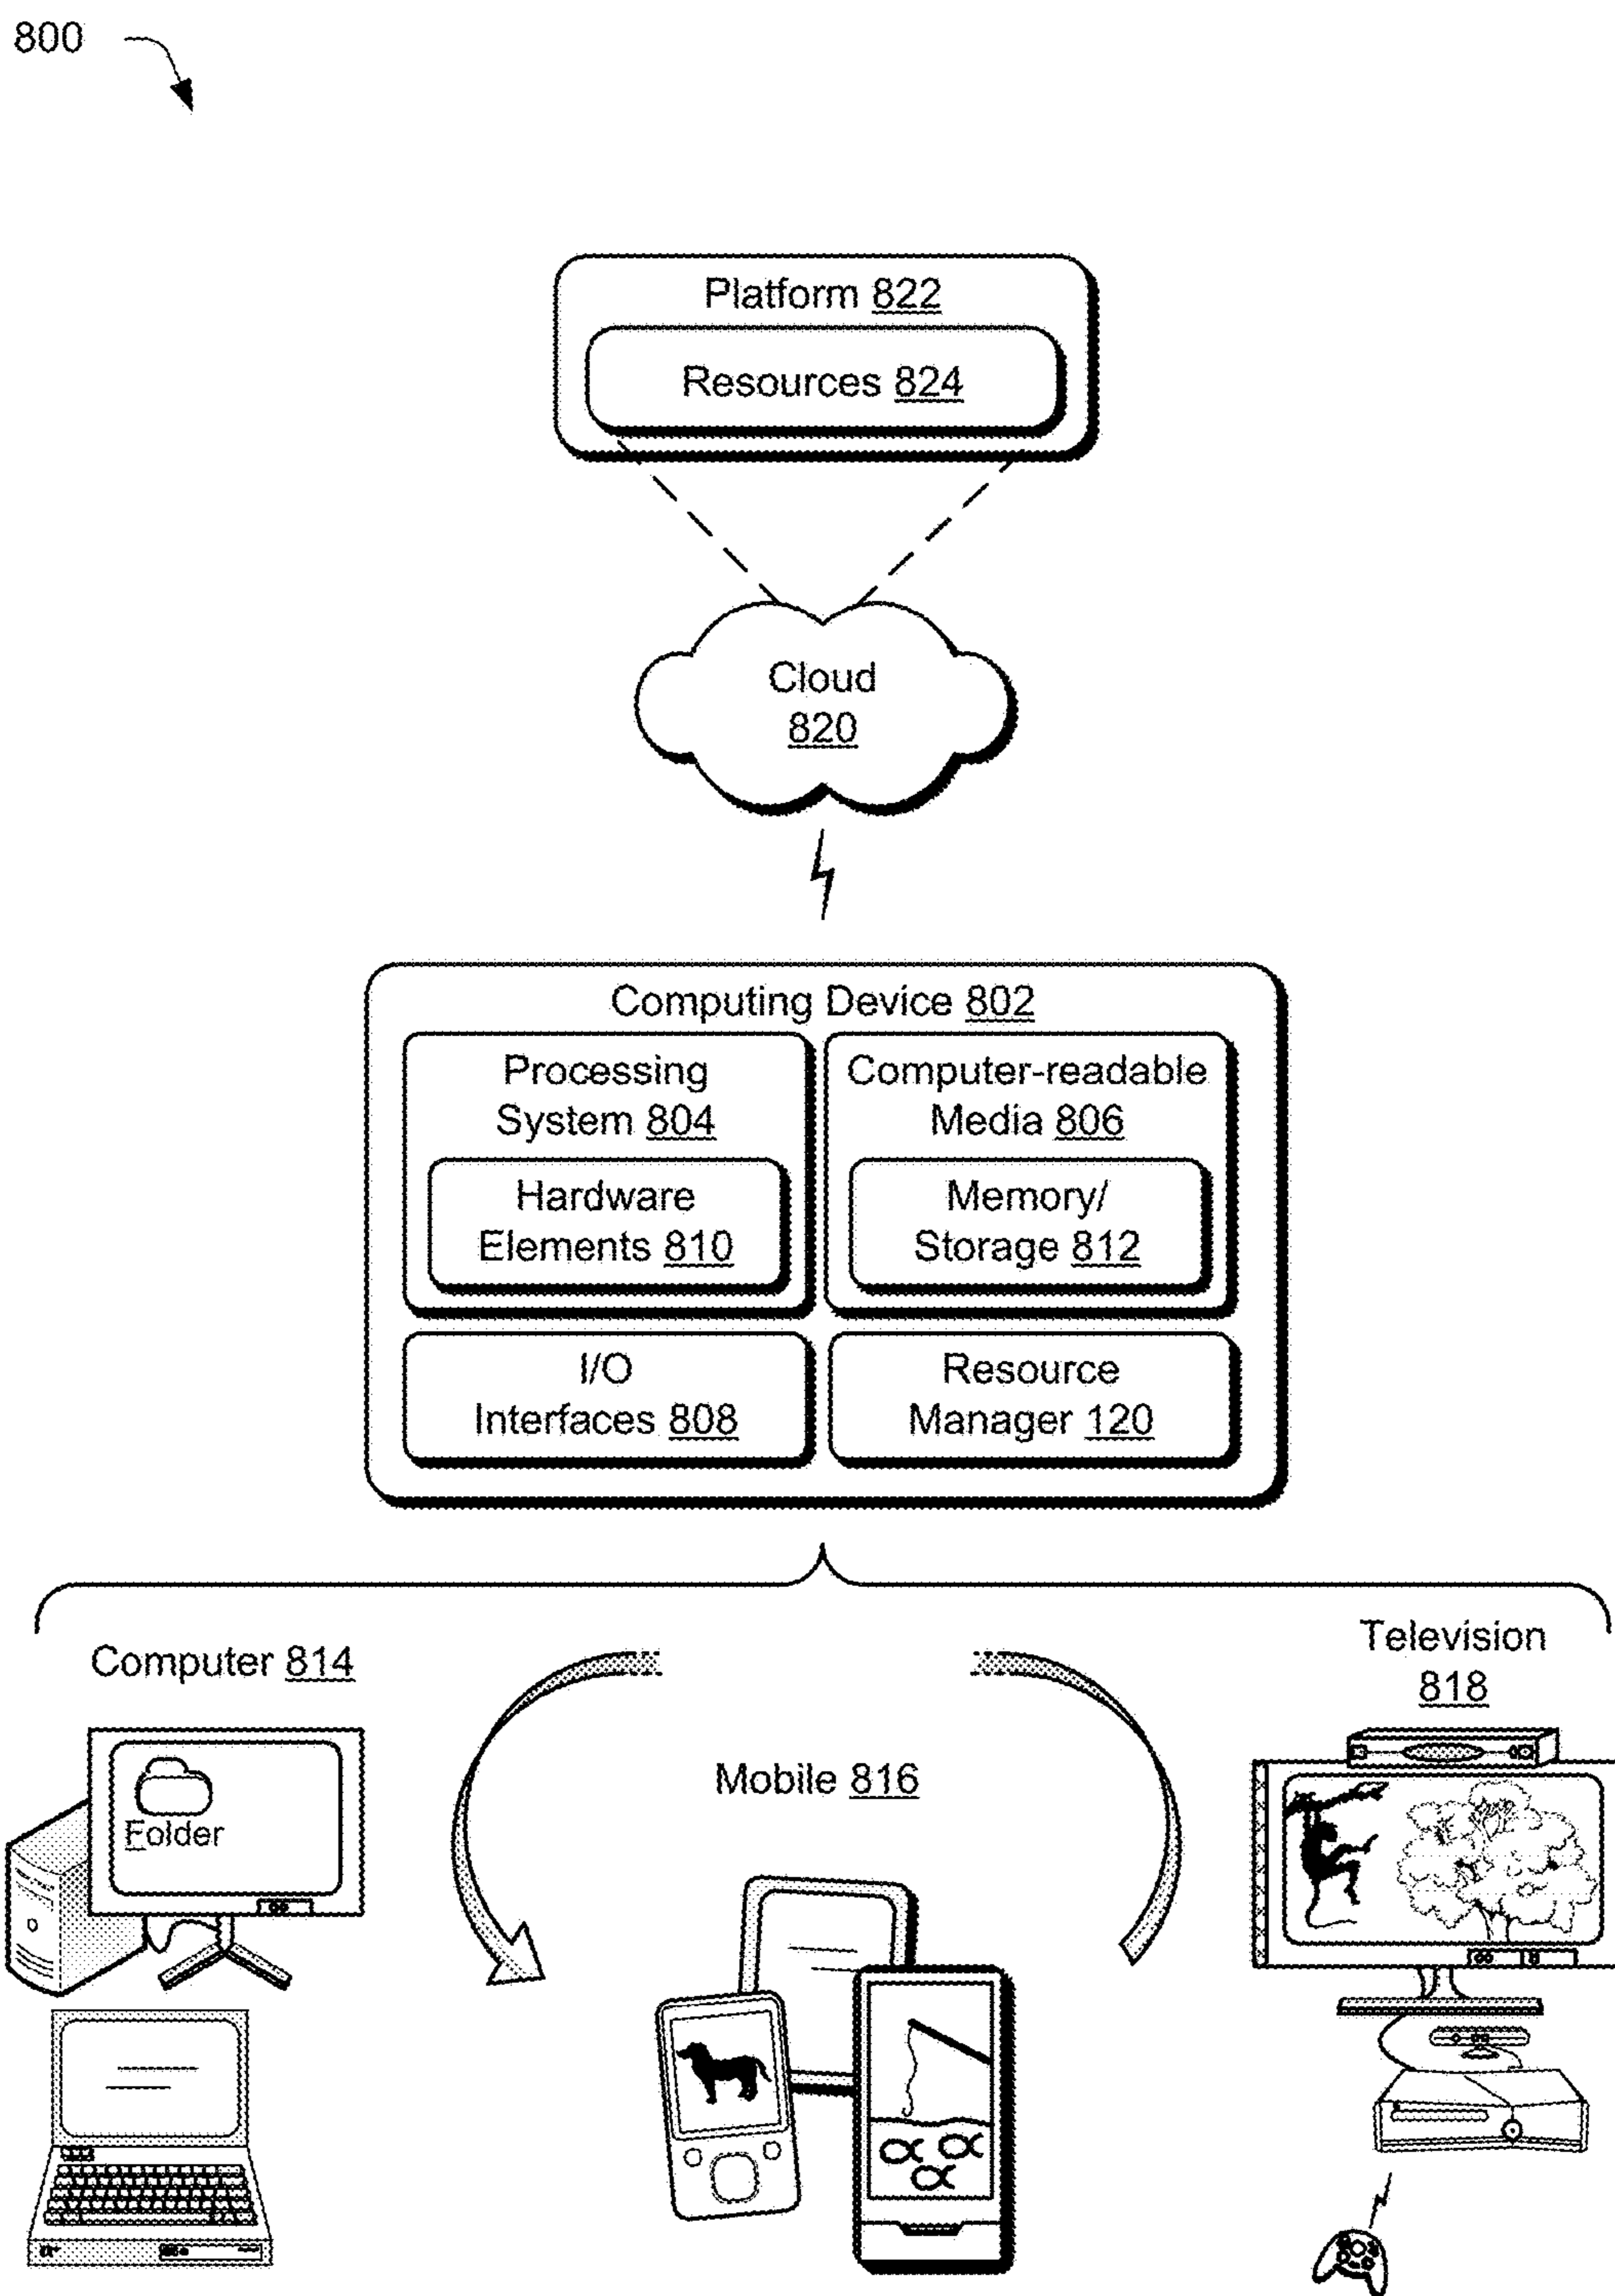 800
Platform 822
Resources 824
Cloud
820
Computing Device 802
Processing
System 804
Hardware
Elements 810
Computer-readable
Media 806
Memory/
Storage 812
I/O
Interfaces 808
Resource
Manager 120
Computer 814
Folder
Mobile 816
Television
818